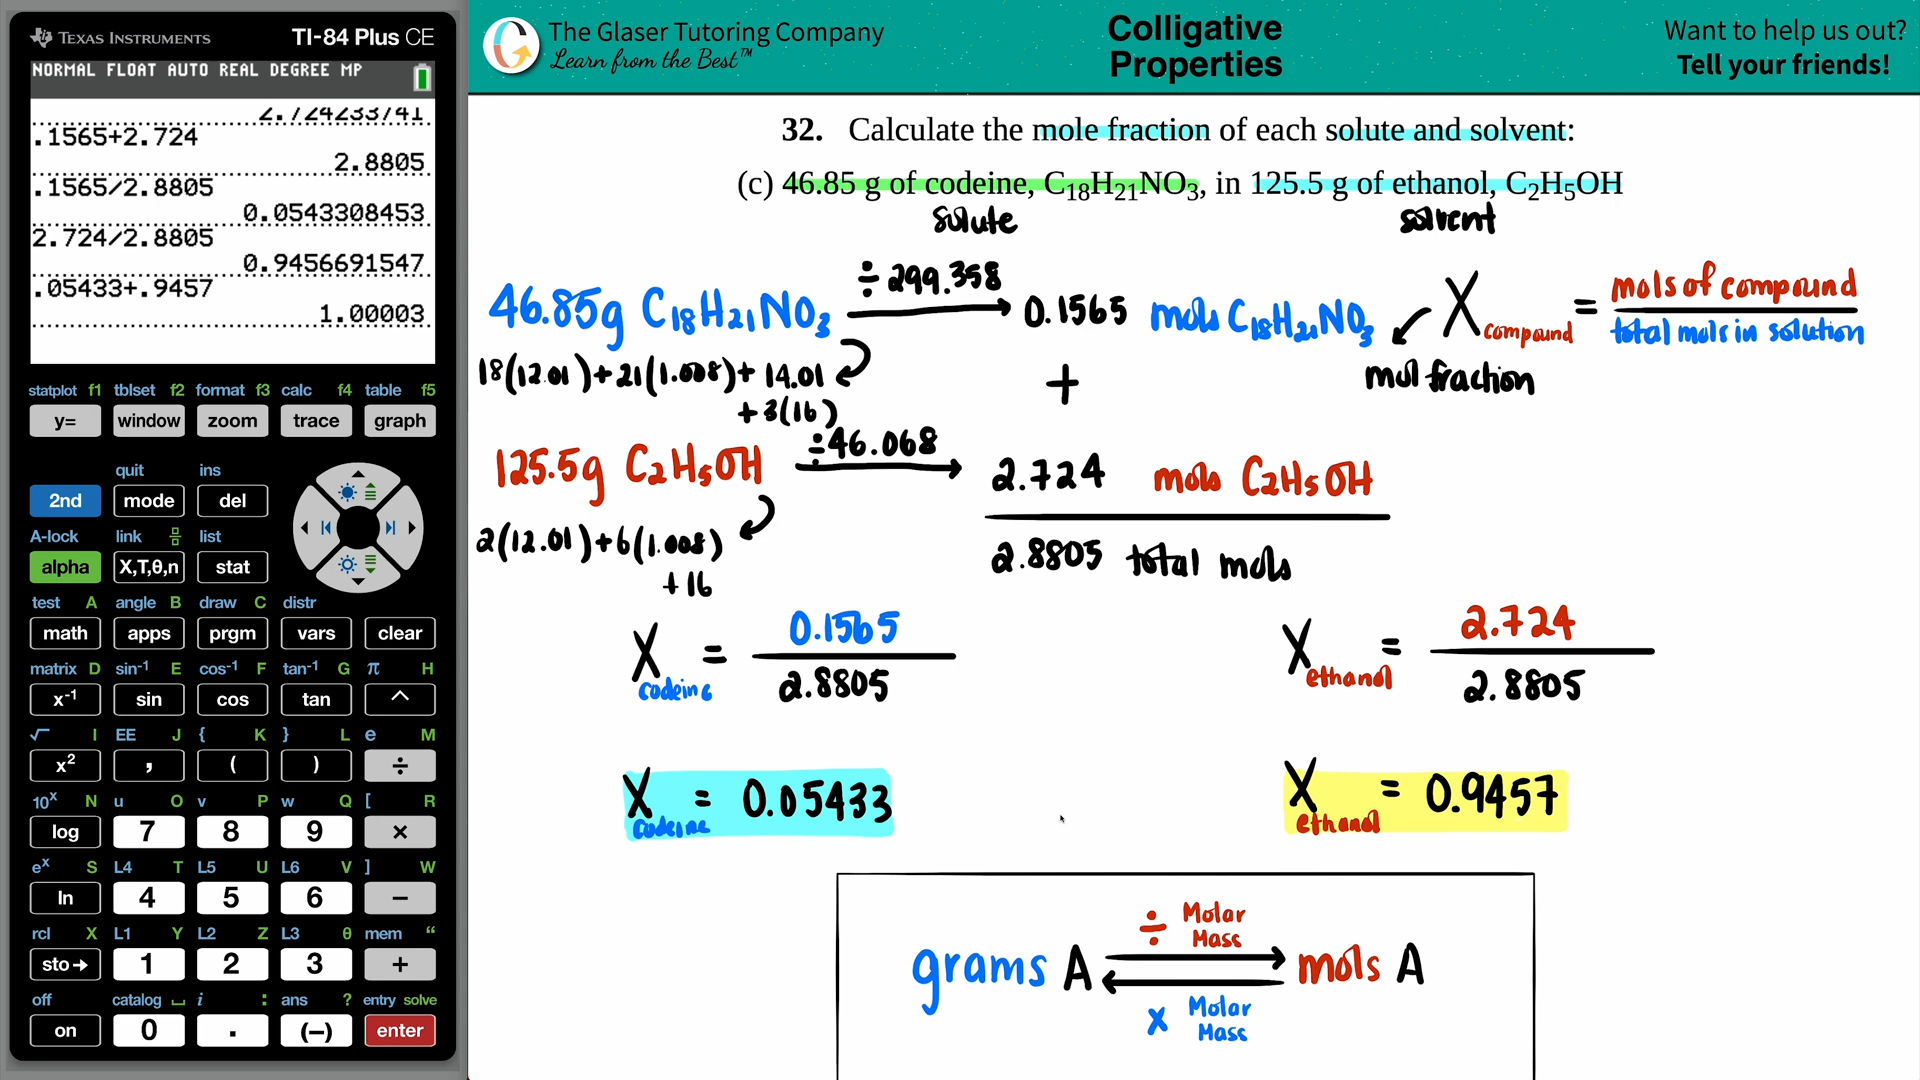 TEXAS INSTRUMENTS TI-84 Plus CE
NORMAL FLOAT AUTO REAL DEGREE MP
2.724233741
.1565+2.724
2.8805
.1565/2.8805
0.0543308453
2.724/2.8805
0.9456691547
.05433+.9457
1.00003
statplot f1 tblset f2 format f3 calc f4 table f5
y= window zoom trace graph
quit ins
2nd mode del
A-lock link list
alpha X,T,θ,n stat
test A angle B draw C distr
math apps prgm vars clear
matrix D sin⁻¹ E cos⁻¹ F tan⁻¹ G π H
x⁻¹ sin cos tan ^
√ I EE J { K } L e M
x² , ( ) ÷
10ˣ N u O v P w Q [ R
log 7 8 9 ×
eˣ S L4 T L5 U L6 V ] W
ln 4 5 6 −
rcl X L1 Y L2 Z L3 θ mem “
sto→ 1 2 3 +
off catalog ⎵ i : ans ? entry solve
on 0 . (−) enter
The Glaser Tutoring Company
Learn from the Best™
Colligative
Properties
Want to help us out?
Tell your friends!
32. Calculate the mole fraction of each solute and solvent:
(c) 46.85 g of codeine, C₁₈H₂₁NO₃, in 125.5 g of ethanol, C₂H₅OH
solute solvent
46.85g C₁₈H₂₁NO₃ ÷ 299.358 → 0.1565 mols C₁₈H₂₁NO₃
18(12.01)+21(1.008)+14.01
+3(16)
+
X compound = mols of compound / total mols in solution
mol fraction
125.5g C₂H₅OH ÷46.068 → 2.724 mols C₂H₅OH
2(12.01)+6(1.008)
+16
2.8805 total mols
X codeine = 0.1565 / 2.8805
X ethanol = 2.724 / 2.8805
X codeine = 0.05433
X ethanol = 0.9457
÷ Molar
Mass
grams A mols A
x Molar
Mass